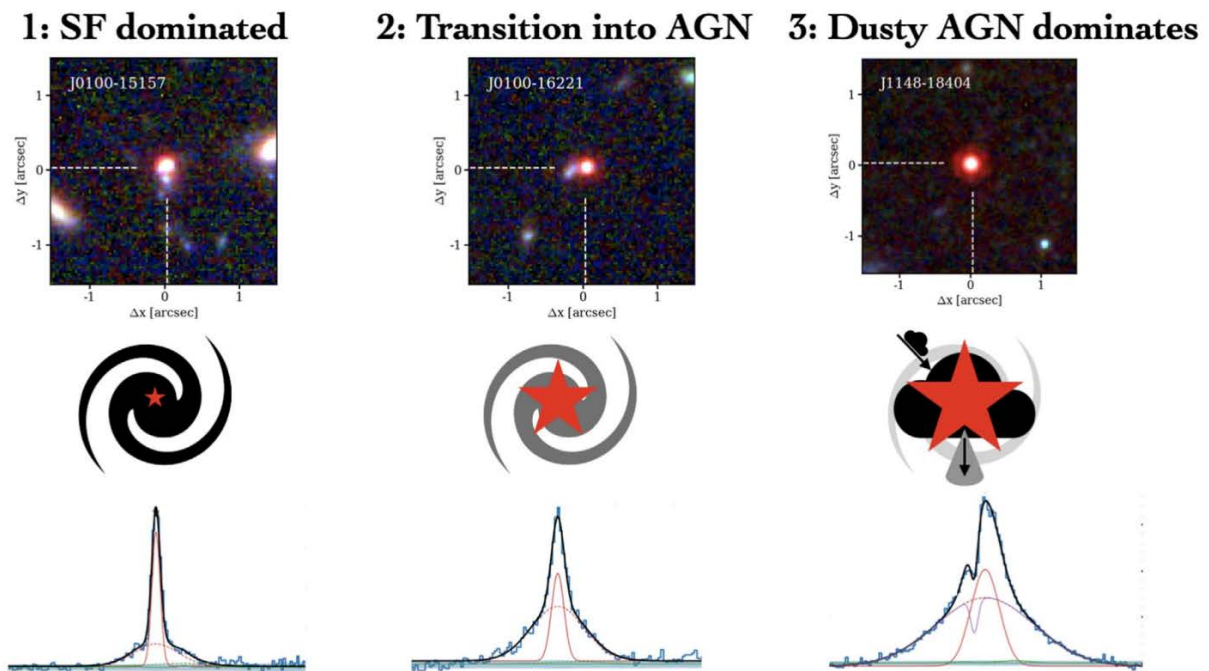 1: SF dominated
2: Transition into AGN
3: Dusty AGN dominates
J0100-15157
1
0
-1
Δy [arcsec]
-1
0
1
Δx [arcsec]
J0100-16221
1
0
-1
Δy [arcsec]
-1
0
1
Δx [arcsec]
J1148-18404
1
0
-1
Δy [arcsec]
-1
0
1
Δx [arcsec]